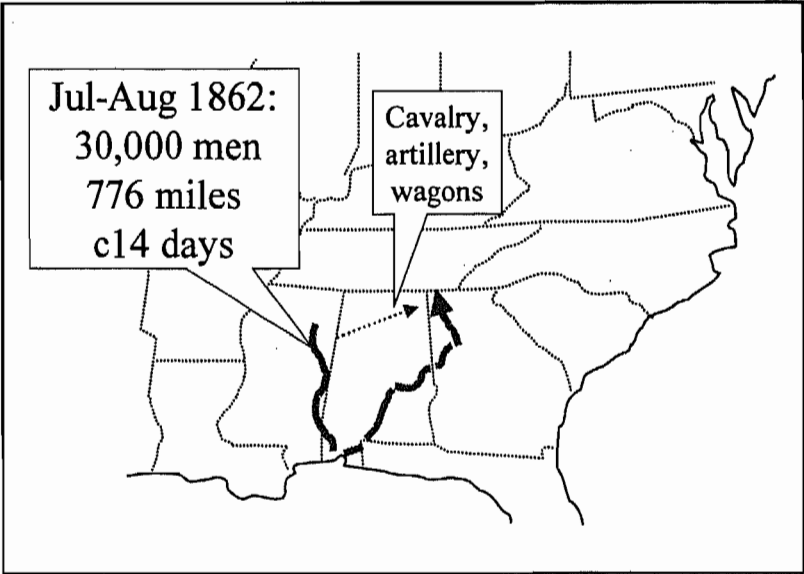 Jul-Aug 1862:
30,000 men
776 miles
c14 days
Cavalry,
artillery,
wagons